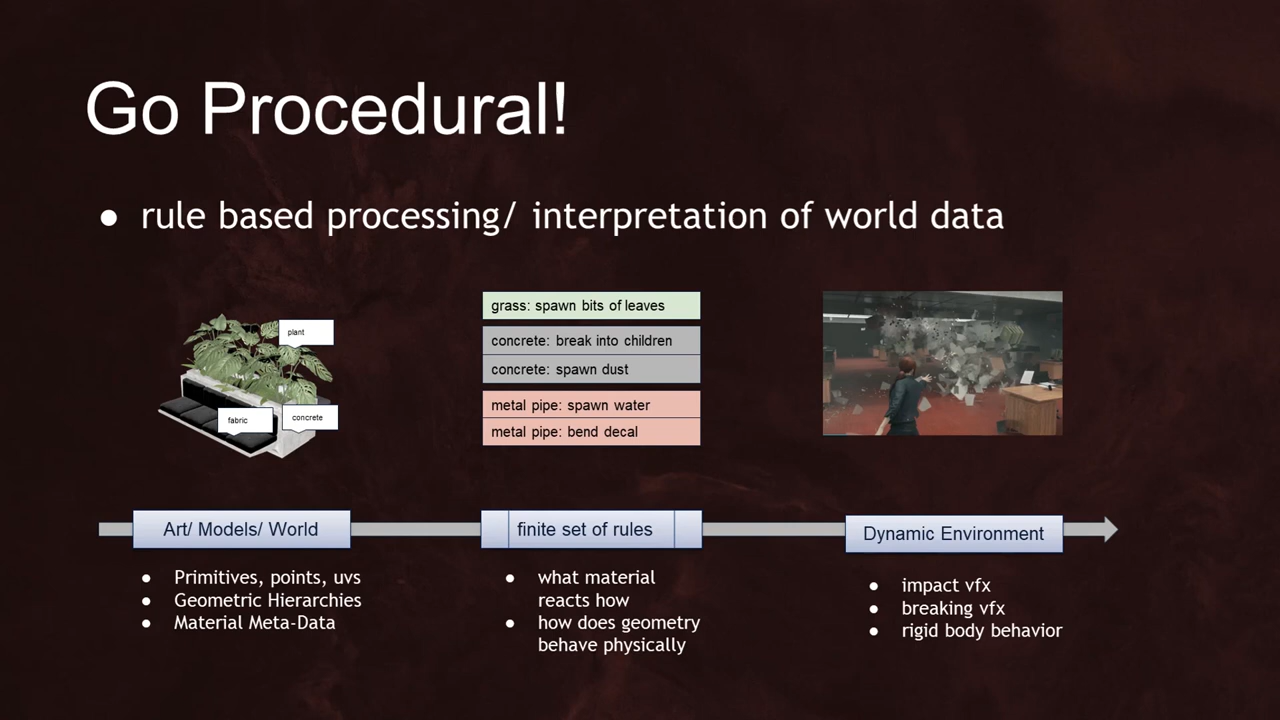 Go Procedural!
● rule based processing/ interpretation of world data
plant
fabric
concrete
grass: spawn bits of leaves
concrete: break into children
concrete: spawn dust
metal pipe: spawn water
metal pipe: bend decal
Art/ Models/ World
● Primitives, points, uvs
● Geometric Hierarchies
● Material Meta-Data
finite set of rules
● what material
reacts how
● how does geometry
behave physically
Dynamic Environment
● impact vfx
● breaking vfx
● rigid body behavior